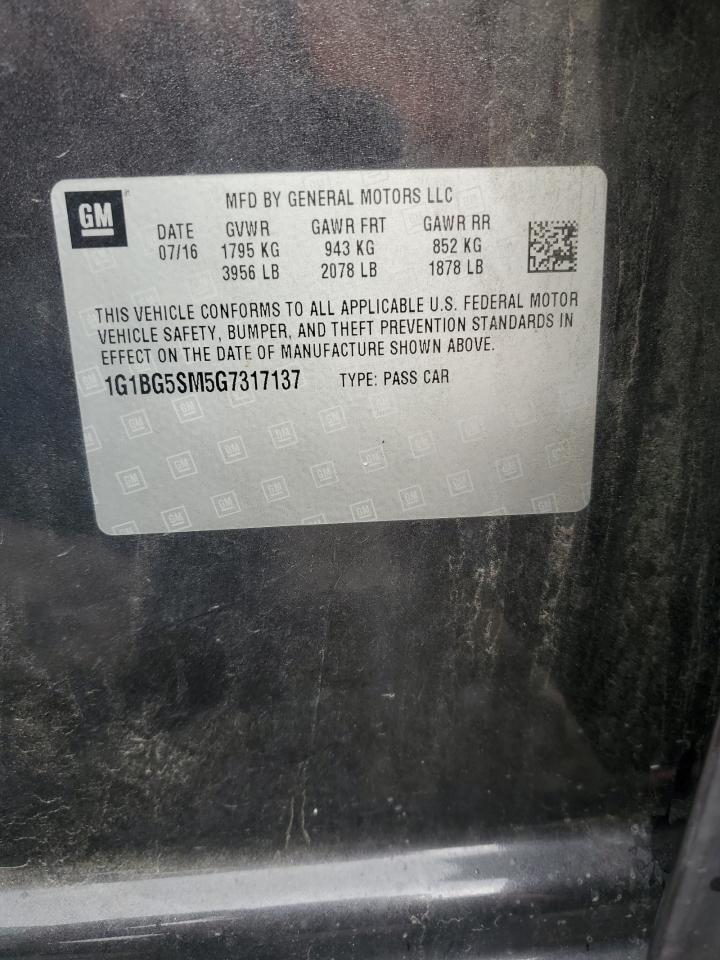 GM
MFD BY GENERAL MOTORS LLC
DATE GVWR GAWR FRT GAWR RR
07/16 1795 KG 943 KG 852 KG
3956 LB 2078 LB 1878 LB
THIS VEHICLE CONFORMS TO ALL APPLICABLE U.S. FEDERAL MOTOR
VEHICLE SAFETY, BUMPER, AND THEFT PREVENTION STANDARDS IN
EFFECT ON THE DATE OF MANUFACTURE SHOWN ABOVE.
1G1BG5SM5G7317137 TYPE: PASS CAR